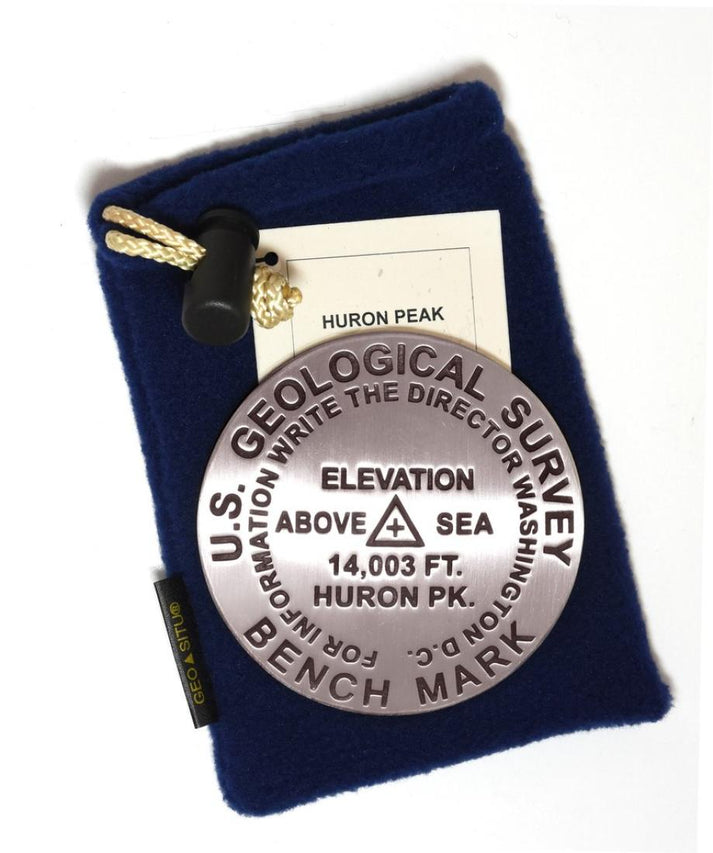 HURON PEAK
U.S. GEOLOGICAL SURVEY
FOR INFORMATION WRITE THE DIRECTOR WASHINGTON D.C.
ELEVATION
ABOVE SEA
14,003 FT.
HURON PK.
BENCH MARK
GEO▲SITU®